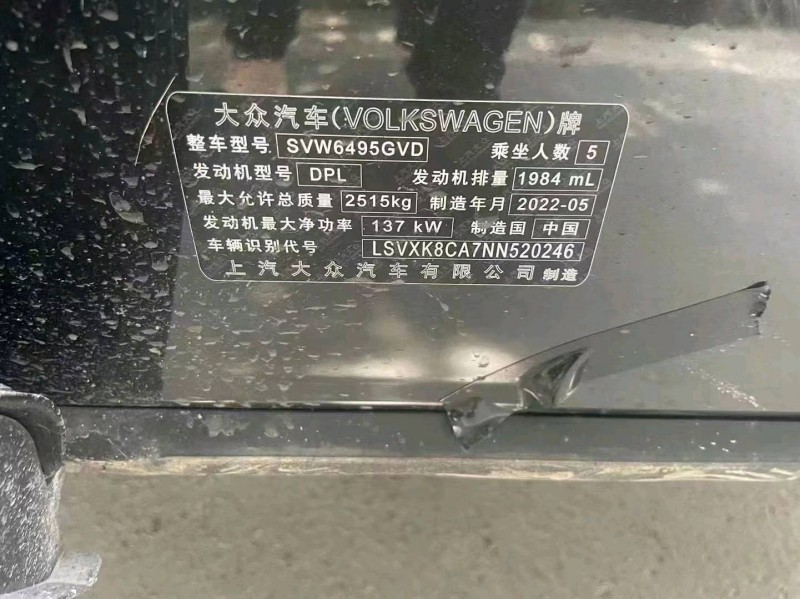 大众汽车(VOLKSWAGEN)牌
整车型号 SVW6495GVD 乘坐人数 5
发动机型号 DPL 发动机排量 1984 mL
最大允许总质量 2515kg 制造年月 2022-05
发动机最大净功率 137 kW 制造国 中国
车辆识别代号 LSVXK8CA7NN520246
上汽大众汽车有限公司 制造